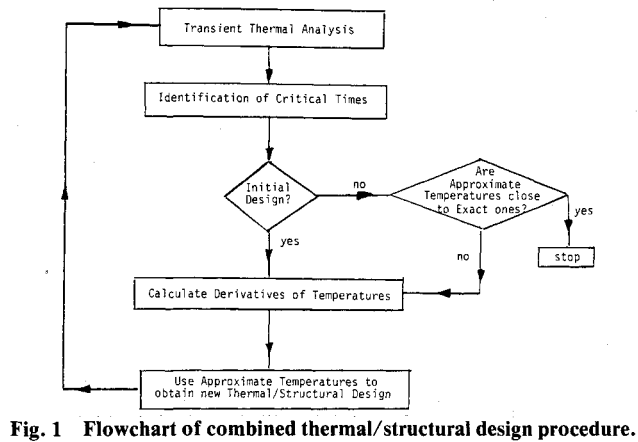 Transient Thermal Analysis
Identification of Critical Times
Initial
Design?
no
Are
Approximate
Temperatures close
to Exact ones?
yes
stop
yes
no
Calculate Derivatives of Temperatures
Use Approximate Temperatures to
obtain new Thermal/Structural Design
Fig. 1 Flowchart of combined thermal/structural design procedure.